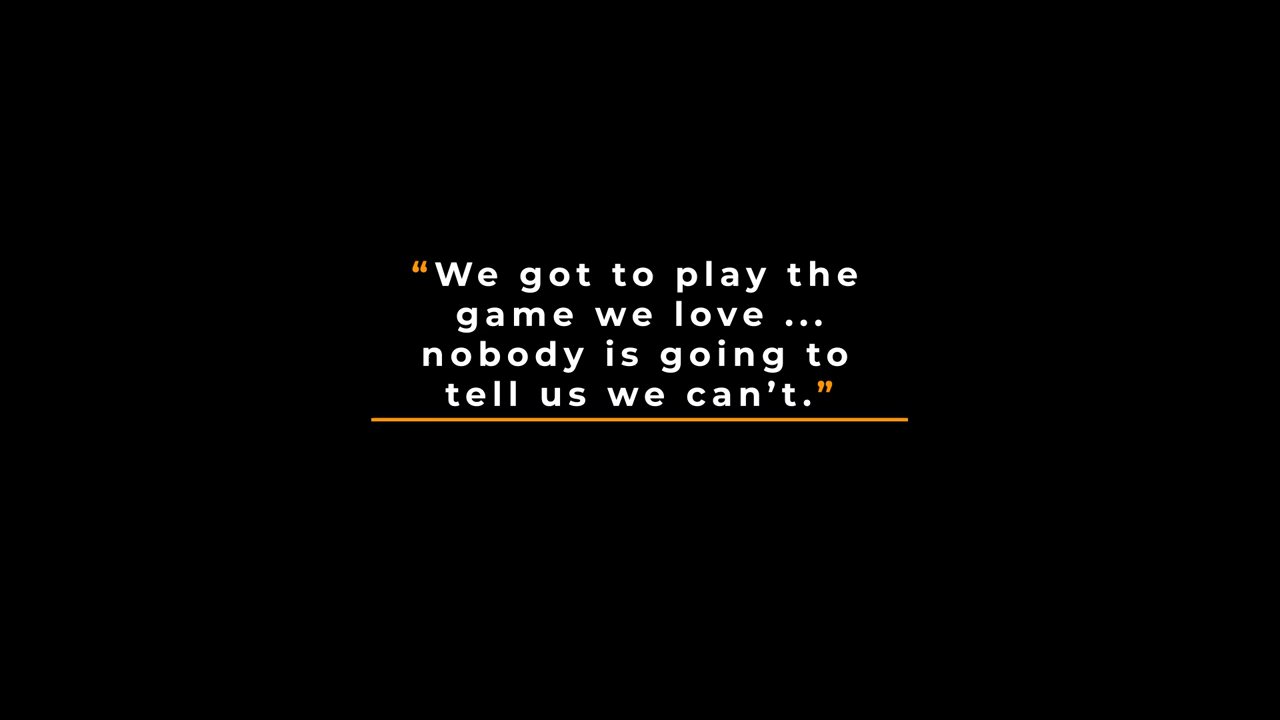 “We got to play the
game we love ...
nobody is going to
tell us we can’t.”